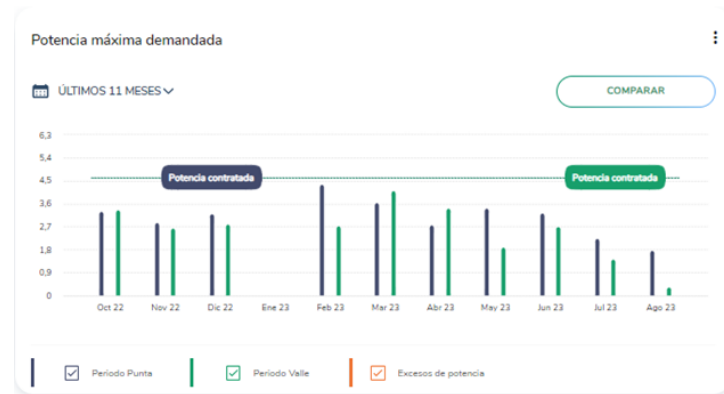 Potencia máxima demandada
ÚLTIMOS 11 MESES
COMPARAR
6,3
5,4
4,5
3,6
2,7
1,8
0,9
0
Potencia contratada
Potencia contratada
Oct 22 Nov 22 Dic 22 Ene 23 Feb 23 Mar 23 Abr 23 May 23 Jun 23 Jul 23 Ago 23
Periodo Punta Periodo Valle Excesos de potencia